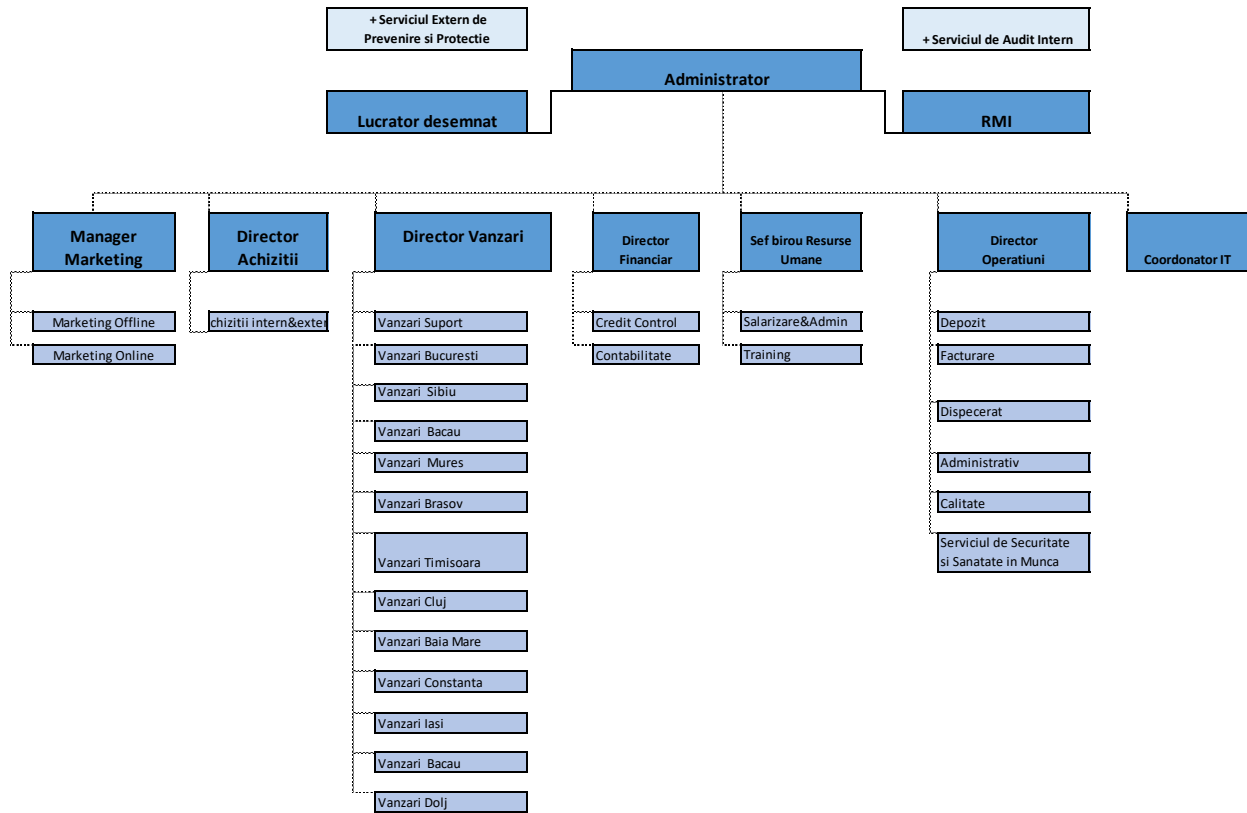 + Serviciul Extern de
Prevenire si Protectie
+ Serviciul de Audit Intern
Administrator
Lucrator desemnat
RMI
Manager
Marketing
Director
Achizitii
Director Vanzari
Director
Financiar
Sef birou Resurse
Umane
Director
Operatiuni
Coordonator IT
Marketing Offline
Marketing Online
chizitii intern&exter
Vanzari Suport
Vanzari Bucuresti
Vanzari Sibiu
Vanzari Bacau
Vanzari Mures
Vanzari Brasov
Vanzari Timisoara
Vanzari Cluj
Vanzari Baia Mare
Vanzari Constanta
Vanzari Iasi
Vanzari Bacau
Vanzari Dolj
Credit Control
Contabilitate
Salarizare&Admin
Training
Depozit
Facturare
Dispecerat
Administrativ
Calitate
Serviciul de Securitate
si Sanatate in Munca